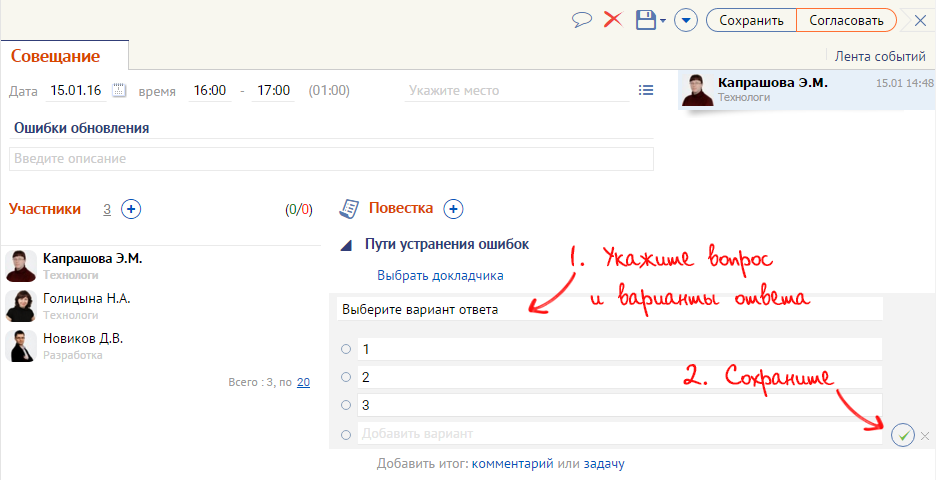 Сохранить Согласовать
Совещание
Лента событий
Дата 15.01.16 время 16:00 - 17:00 (01:00) Укажите место
Капрашова Э.М. 15.01 14:48
Технологи
Ошибки обновления
Введите описание
Участники 3 (0/0)
Повестка
Капрашова Э.М.
Технологи
Голицына Н.А.
Технологи
Новиков Д.В.
Разработка
Всего : 3, по 20
Пути устранения ошибок
Выбрать докладчика
1. Укажите вопрос
и варианты ответа
Выберите вариант ответа
1
2
3
Добавить вариант
2. Сохраните
Добавить итог: комментарий или задачу